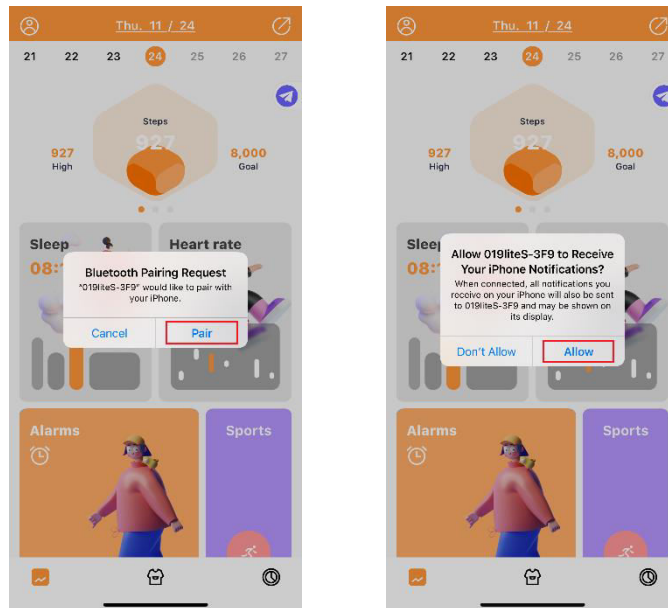 Thu. 11 / 24
21 22 23 24 25 26 27
Steps
927
927
High
8,000
Goal
Sleep
Heart rate
08:
Bluetooth Pairing Request
"019liteS-3F9" would like to pair with
your iPhone.
Cancel
Pair
Alarms
Sports
Thu. 11 / 24
21 22 23 24 25 26 27
Steps
927
927
High
8,000
Goal
Sleep
08:
Allow 019liteS-3F9 to Receive
Your iPhone Notifications?
When connected, all notifications you
receive on your iPhone will also be sent
to 019liteS-3F9 and may be shown on
its display.
Don't Allow
Allow
Alarms
Sports